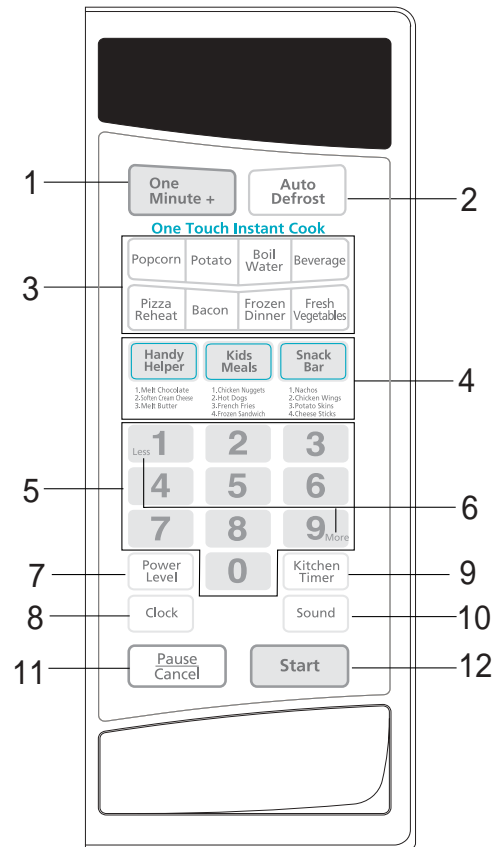 1
One
Minute +
Auto
Defrost
2
One Touch Instant Cook
3
Popcorn
Potato
Boil
Water
Beverage
Pizza
Reheat
Bacon
Frozen
Dinner
Fresh
Vegetables
4
Handy
Helper
Kids
Meals
Snack
Bar
1.Melt Chocolate
2.Soften Cream Cheese
3.Melt Butter
1.Chicken Nuggets
2.Hot Dogs
3.French Fries
4.Frozen Sandwich
1.Nachos
2.Chicken Wings
3.Potato Skins
4.Cheese Sticks
5
Less 1 2 3
4 5 6
7 8 9 More
0
6
7
Power
Level
Kitchen
Timer
9
8
Clock
Sound
10
11
Pause
Cancel
Start
12